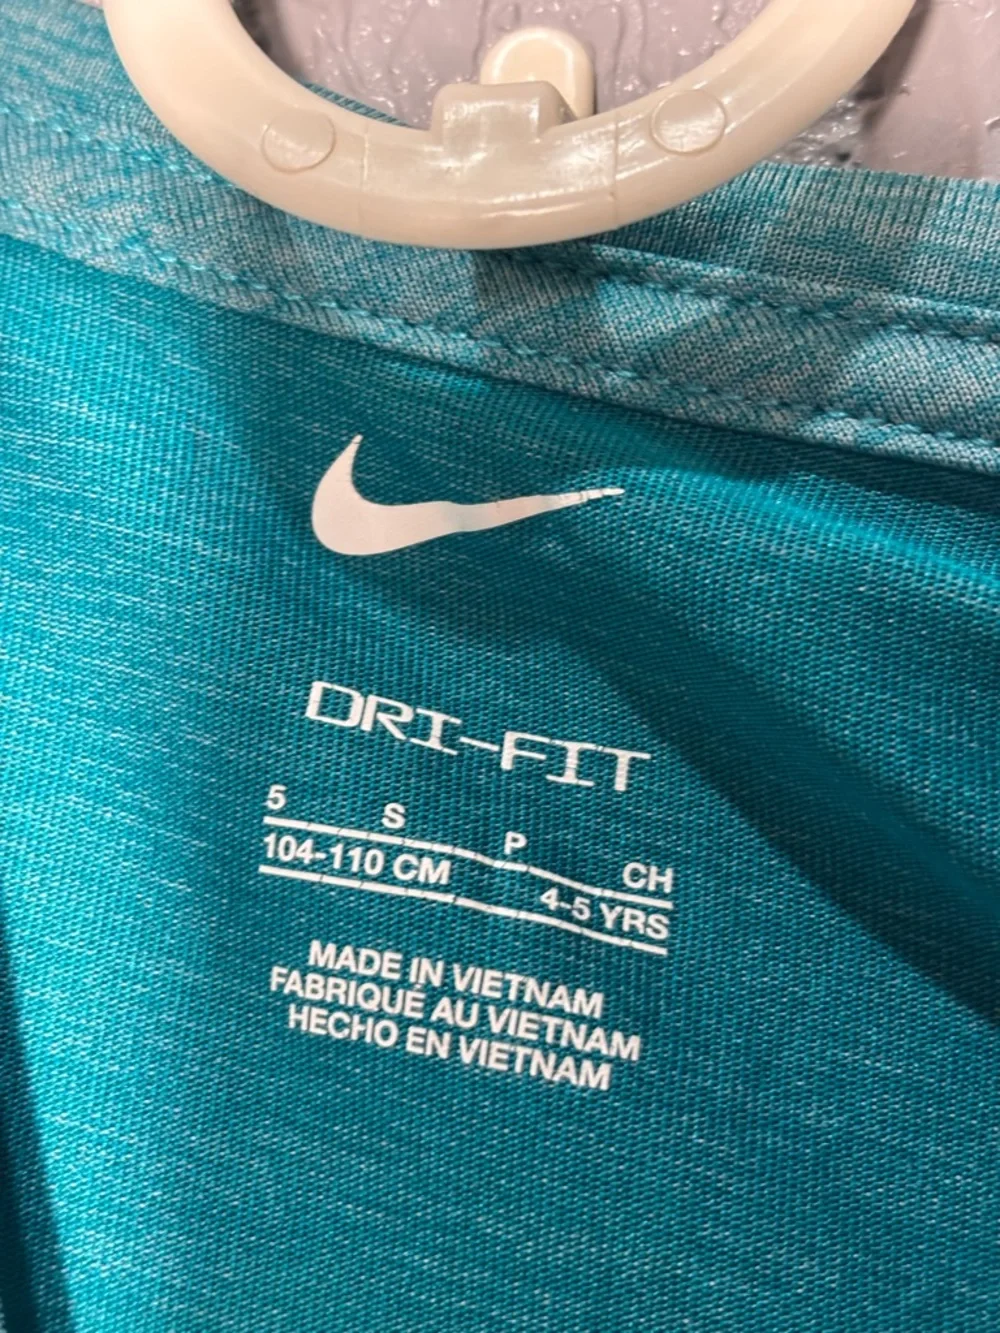 DRI-FIT
5 S P CH
104-110 CM 4-5 YRS
MADE IN VIETNAM
FABRIQUÉ AU VIETNAM
HECHO EN VIETNAM